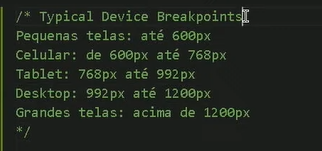 /* Typical Device Breakpoints
Pequenas telas: até 600px
Celular: de 600px até 768px
Tablet: 768px até 992px
Desktop: 992px até 1200px
Grandes telas: acima de 1200px
*/